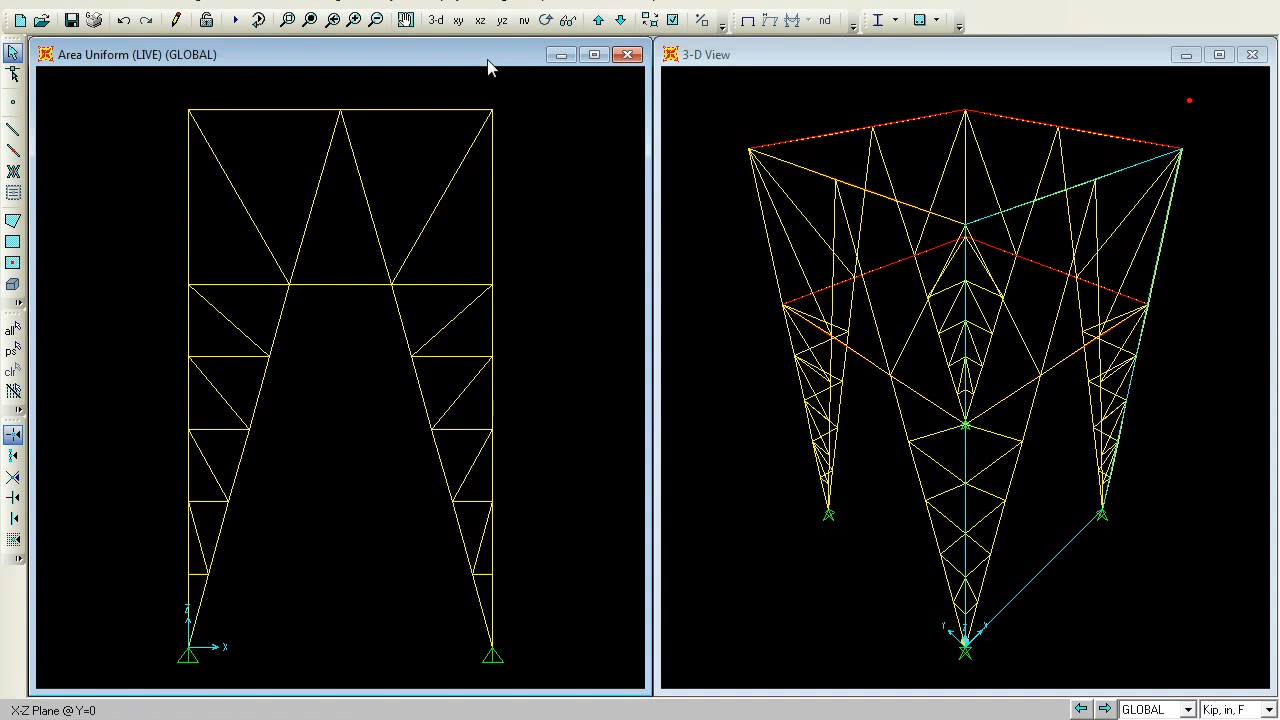 3-d xy xz yz nv nd
Area Uniform (LIVE) (GLOBAL)
3-D View
all
ps
clr
Z
X
Y Z X
X-Z Plane @ Y=0
GLOBAL
Kip, in, F